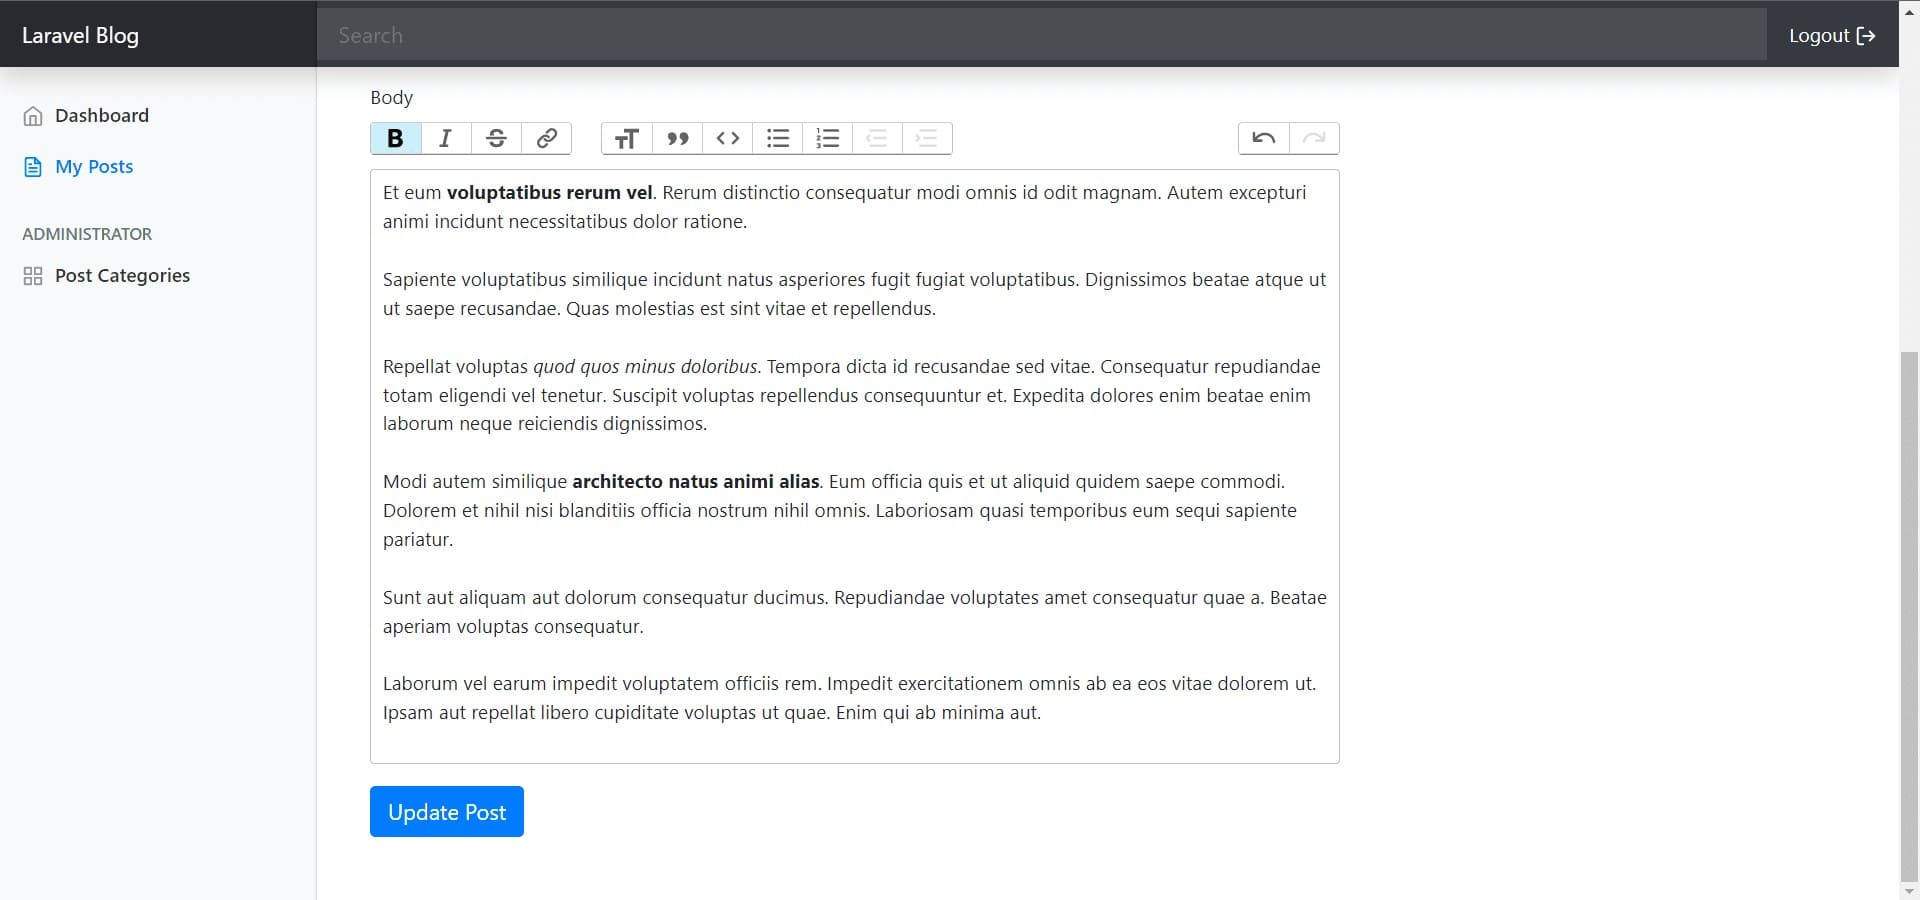 Laravel Blog
Search
Logout
Dashboard
My Posts
ADMINISTRATOR
Post Categories
Body
B I S
Et eum voluptatibus rerum vel. Rerum distinctio consequatur modi omnis id odit magnam. Autem excepturi
animi incidunt necessitatibus dolor ratione.
Sapiente voluptatibus similique incidunt natus asperiores fugit fugiat voluptatibus. Dignissimos beatae atque ut
ut saepe recusandae. Quas molestias est sint vitae et repellendus.
Repellat voluptas quod quos minus doloribus. Tempora dicta id recusandae sed vitae. Consequatur repudiandae
totam eligendi vel tenetur. Suscipit voluptas repellendus consequuntur et. Expedita dolores enim beatae enim
laborum neque reiciendis dignissimos.
Modi autem similique architecto natus animi alias. Eum officia quis et ut aliquid quidem saepe commodi.
Dolorem et nihil nisi blanditiis officia nostrum nihil omnis. Laboriosam quasi temporibus eum sequi sapiente
pariatur.
Sunt aut aliquam aut dolorum consequatur ducimus. Repudiandae voluptates amet consequatur quae a. Beatae
aperiam voluptas consequatur.
Laborum vel earum impedit voluptatem officiis rem. Impedit exercitationem omnis ab ea eos vitae dolorem ut.
Ipsam aut repellat libero cupiditate voluptas ut quae. Enim qui ab minima aut.
Update Post